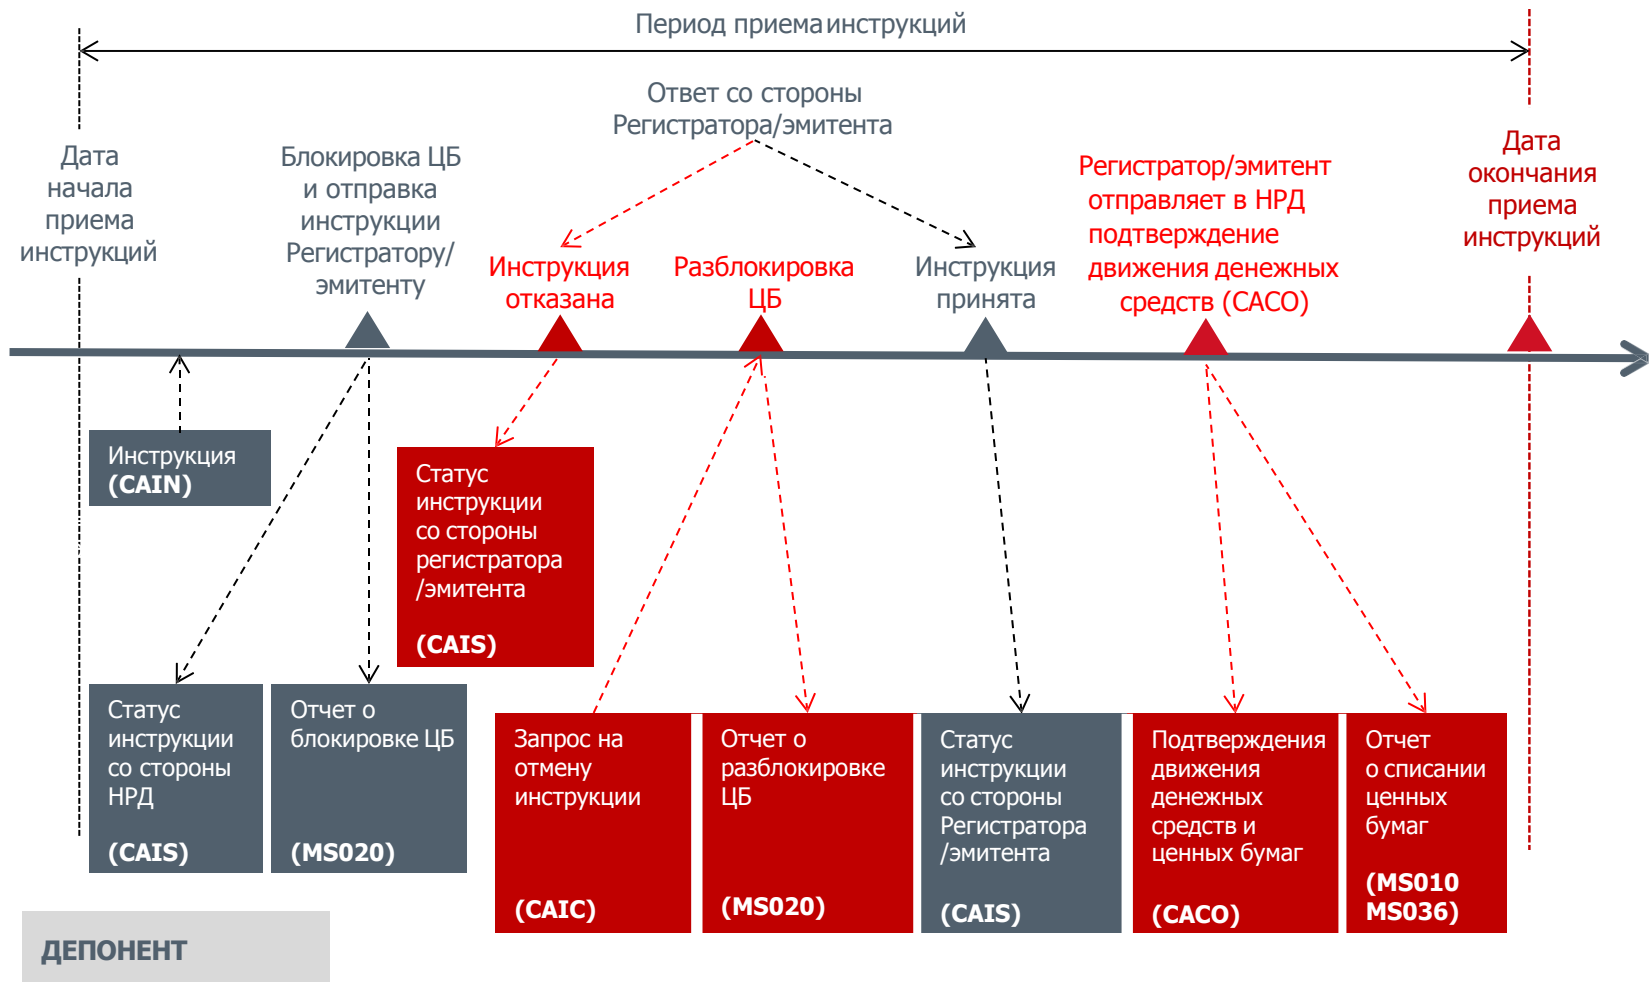 Период приема инструкций
Ответ со стороны
Регистратора/эмитента
Дата
начала
приема
инструкций
Блокировка ЦБ
и отправка
инструкции
Регистратору/
эмитенту
Инструкция
отказана
Разблокировка
ЦБ
Инструкция
принята
Регистратор/эмитент
отправляет в НРД
подтверждение
движения денежных
средств (CACO)
Дата
окончания
приема
инструкций
Инструкция
(CAIN)
Статус
инструкции
со стороны
регистратора
/эмитента
(CAIS)
Статус
инструкции
со стороны
НРД
(CAIS)
Отчет о
блокировке ЦБ
(MS020)
Запрос на
отмену
инструкции
(CAIC)
Отчет о
разблокировке
ЦБ
(MS020)
Статус
инструкции
со стороны
Регистратора
/эмитента
(CAIS)
Подтверждения
движения
денежных
средств и
ценных бумаг
(CACO)
Отчет
о списании
ценных
бумаг
(MS010
MS036)
ДЕПОНЕНТ